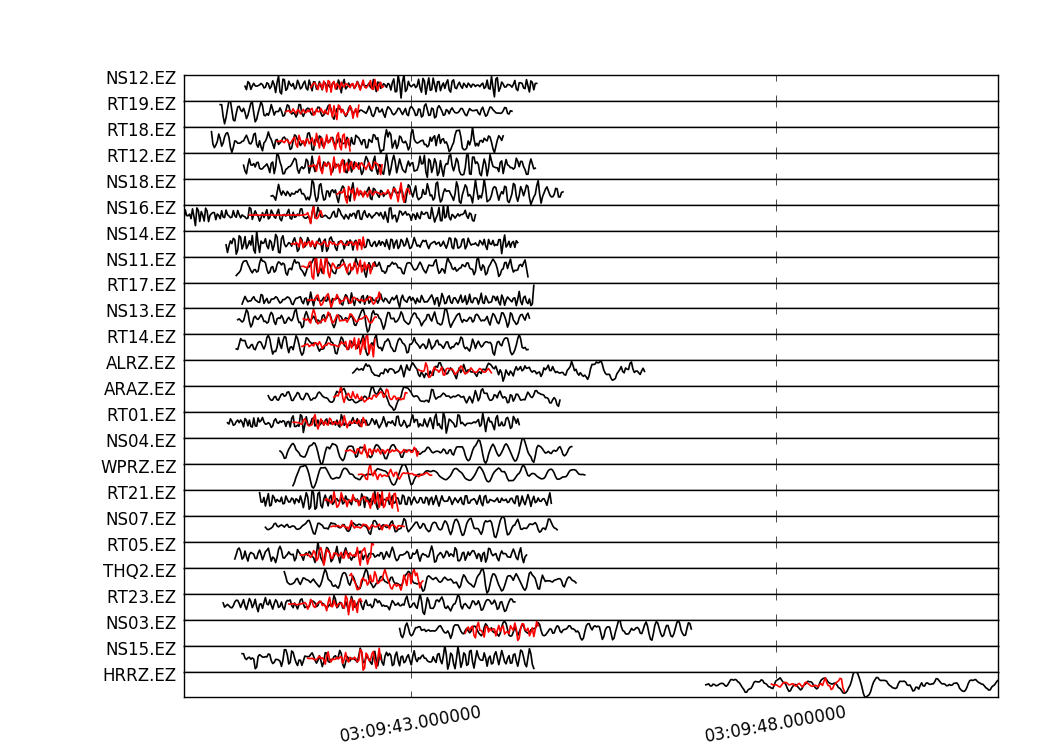 NS12.EZ
RT19.EZ
RT18.EZ
RT12.EZ
NS18.EZ
NS16.EZ
NS14.EZ
NS11.EZ
RT17.EZ
NS13.EZ
RT14.EZ
ALRZ.EZ
ARAZ.EZ
RT01.EZ
NS04.EZ
WPRZ.EZ
RT21.EZ
NS07.EZ
RT05.EZ
THQ2.EZ
RT23.EZ
NS03.EZ
NS15.EZ
HRRZ.EZ
03:09:43.000000 03:09:48.000000